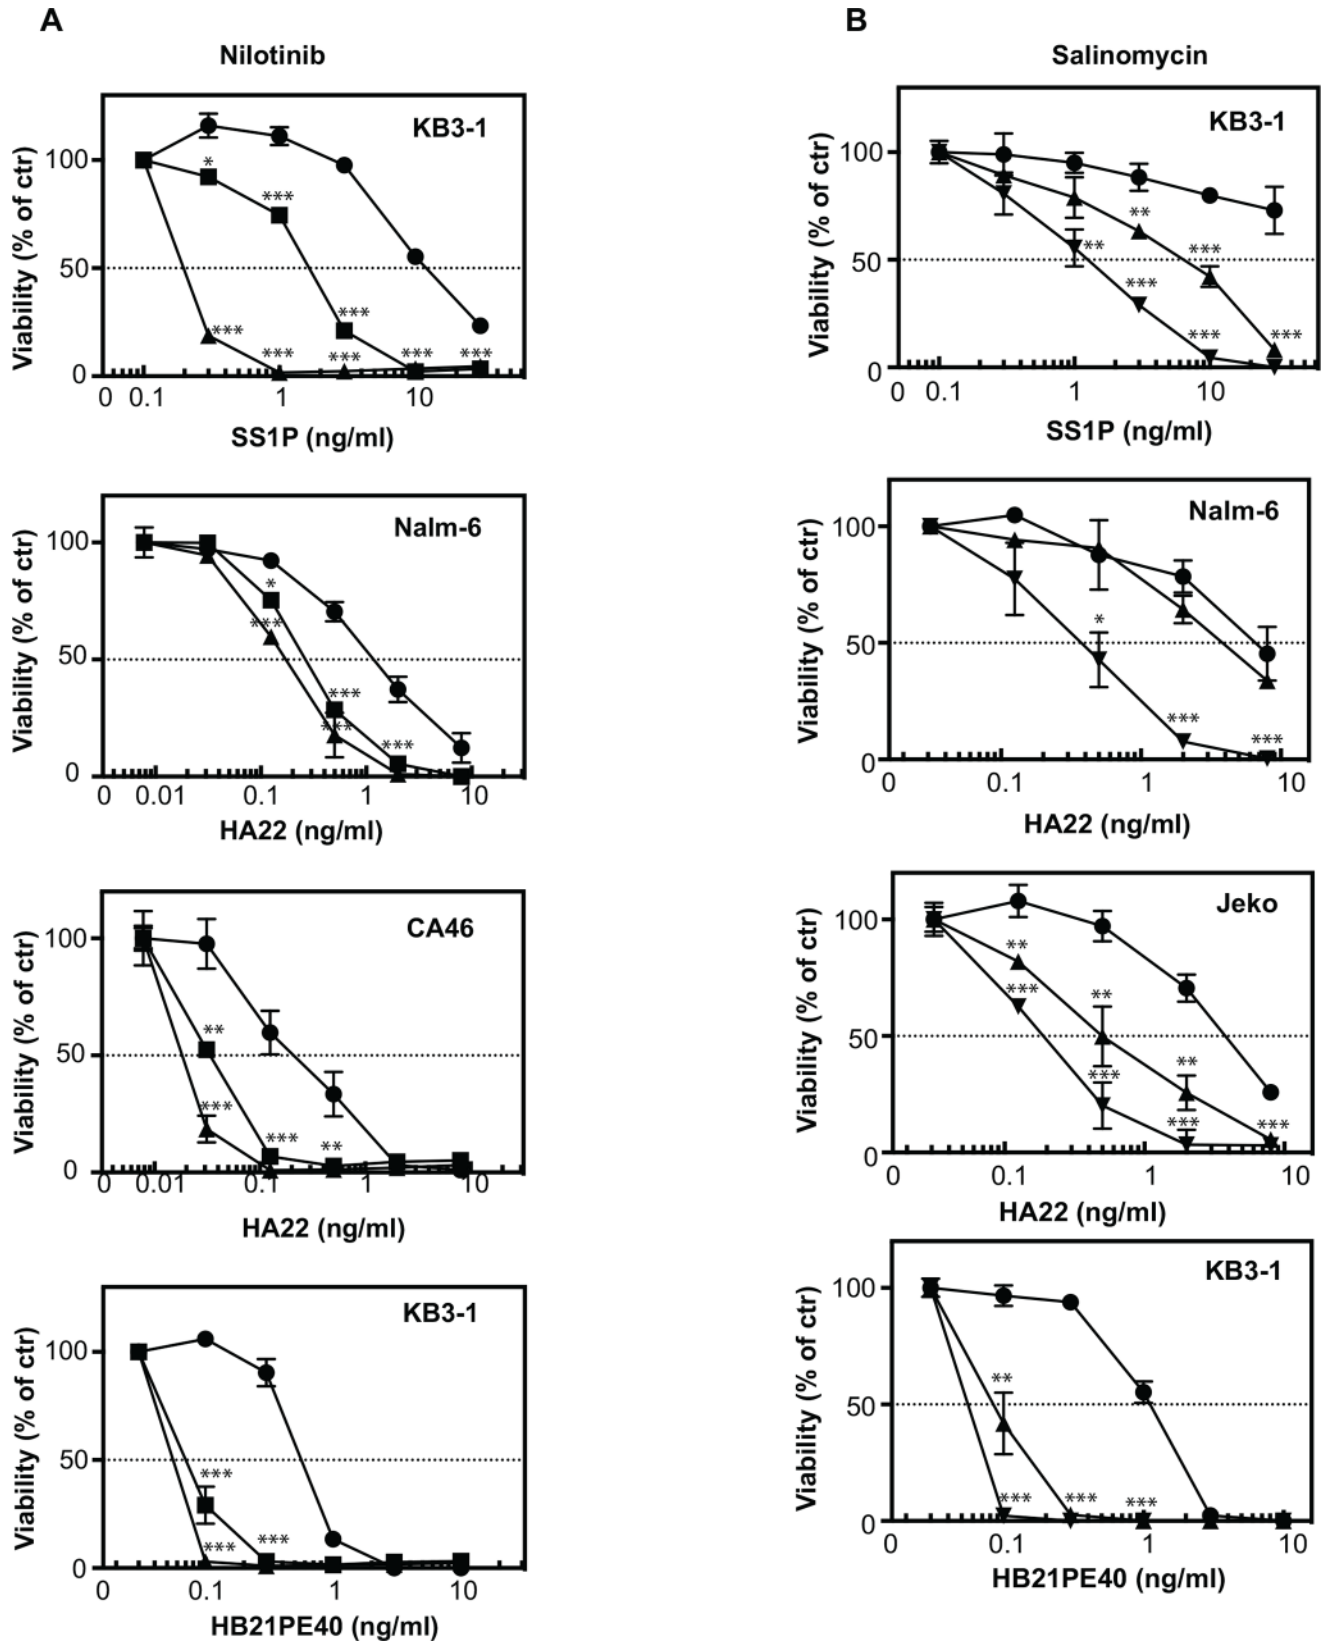 A
Nilotinib
KB3-1
Viability (% of ctr)
100
50
0
*
***
***
***
***
***
***
***
0 0.1 1 10
SS1P (ng/ml)
Nalm-6
Viability (% of ctr)
100
50
0
*
***
***
***
***
0 0.01 0.1 1 10
HA22 (ng/ml)
CA46
Viability (% of ctr)
100
50
0
**
***
***
**
0 0.01 0.1 1 10
HA22 (ng/ml)
KB3-1
Viability (% of ctr)
100
50
0
***
***
***
0 0.1 1 10
HB21PE40 (ng/ml)
B
Salinomycin
KB3-1
Viability (% of ctr)
100
50
0
**
**
***
***
***
***
0 0.1 1 10
SS1P (ng/ml)
Nalm-6
Viability (% of ctr)
100
50
0
*
***
***
0 0.1 1 10
HA22 (ng/ml)
Jeko
Viability (% of ctr)
100
50
0
**
***
**
***
**
***
***
0 0.1 1 10
HA22 (ng/ml)
KB3-1
Viability (% of ctr)
100
50
0
**
***
***
***
0 0.1 1 10
HB21PE40 (ng/ml)